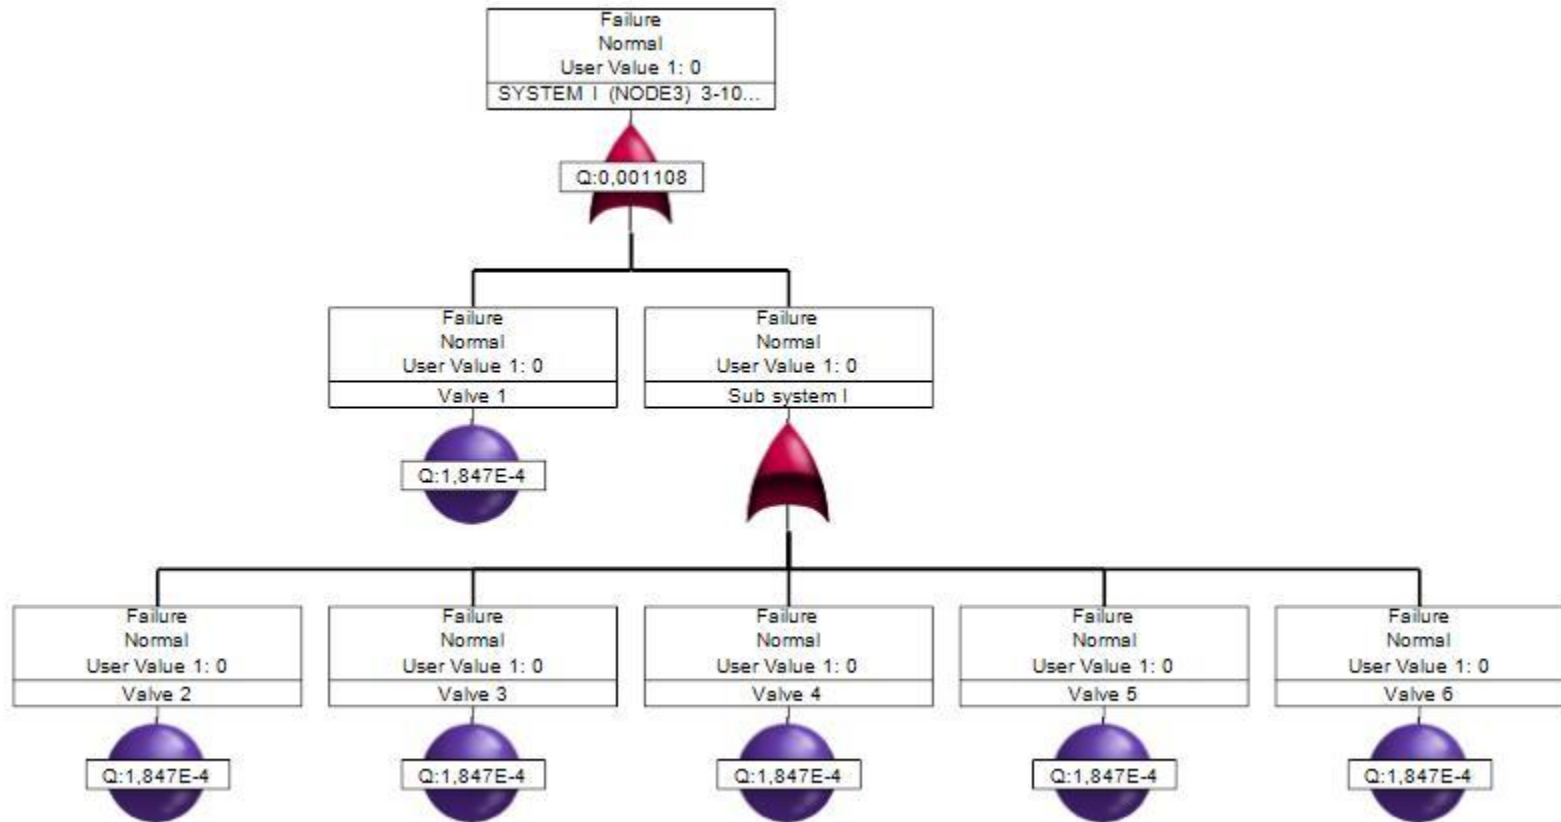 Failure
Normal
User Value 1: 0
SYSTEM I (NODE3) 3-10...
Q:0,001108
Failure
Normal
User Value 1: 0
Valve 1
Q:1,847E-4
Failure
Normal
User Value 1: 0
Sub system I
Failure
Normal
User Value 1: 0
Valve 2
Q:1,847E-4
Failure
Normal
User Value 1: 0
Valve 3
Q:1,847E-4
Failure
Normal
User Value 1: 0
Valve 4
Q:1,847E-4
Failure
Normal
User Value 1: 0
Valve 5
Q:1,847E-4
Failure
Normal
User Value 1: 0
Valve 6
Q:1,847E-4